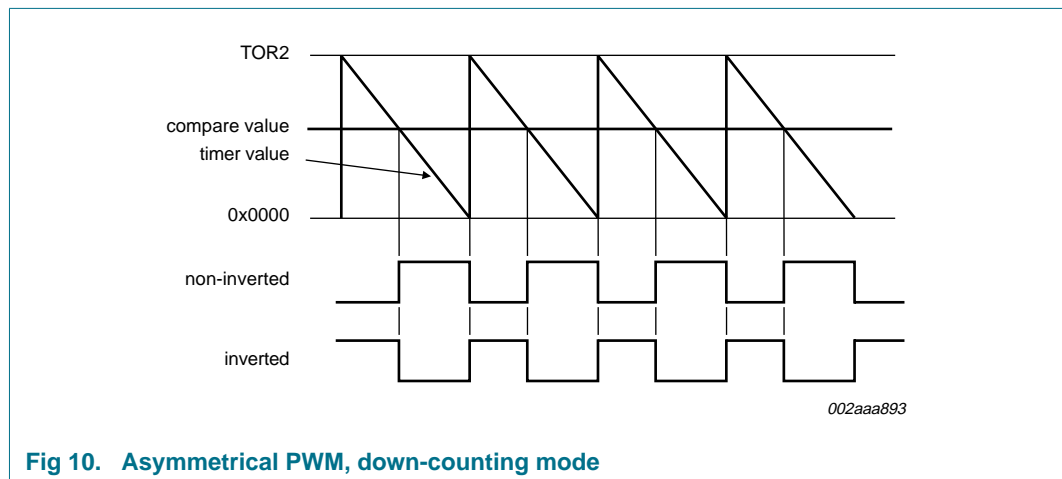 TOR2
compare value
timer value
0x0000
non-inverted
inverted
002aaa893
Fig 10. Asymmetrical PWM, down-counting mode